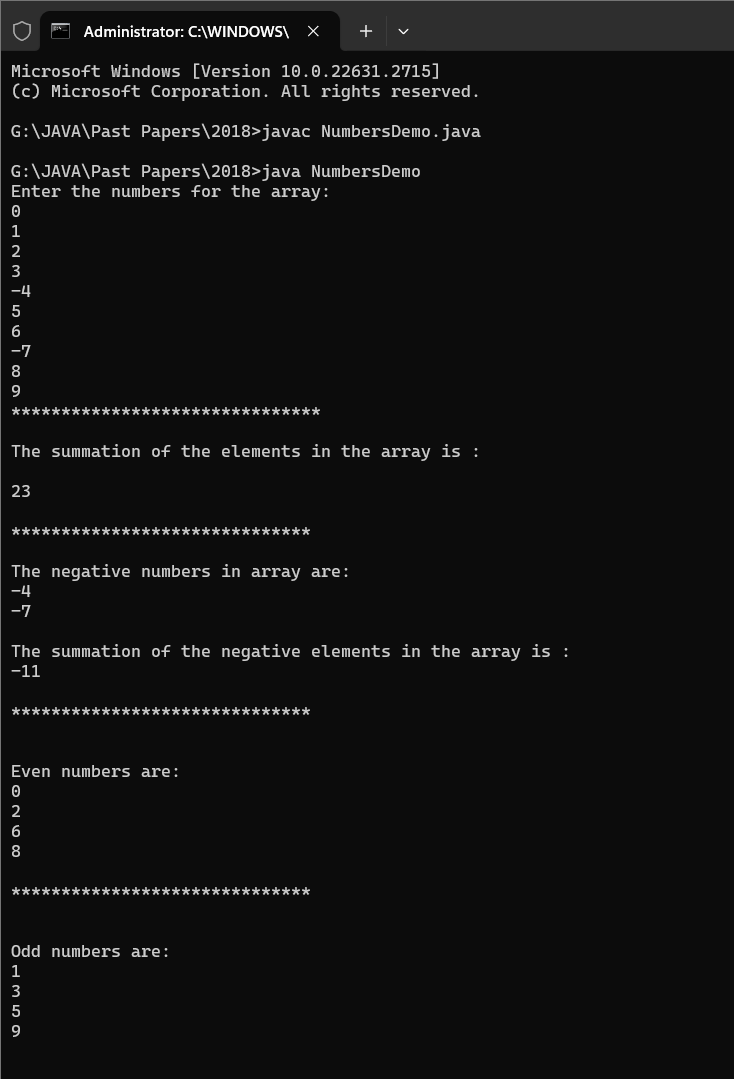 Administrator: C:\WINDOWS\
Microsoft Windows [Version 10.0.22631.2715]
(c) Microsoft Corporation. All rights reserved.
G:\JAVA\Past Papers\2018>javac NumbersDemo.java
G:\JAVA\Past Papers\2018>java NumbersDemo
Enter the numbers for the array:
0
1
2
3
-4
5
6
-7
8
9
*******************************
The summation of the elements in the array is :
23
******************************
The negative numbers in array are:
-4
-7
The summation of the negative elements in the array is :
-11
******************************
Even numbers are:
0
2
6
8
******************************
Odd numbers are:
1
3
5
9